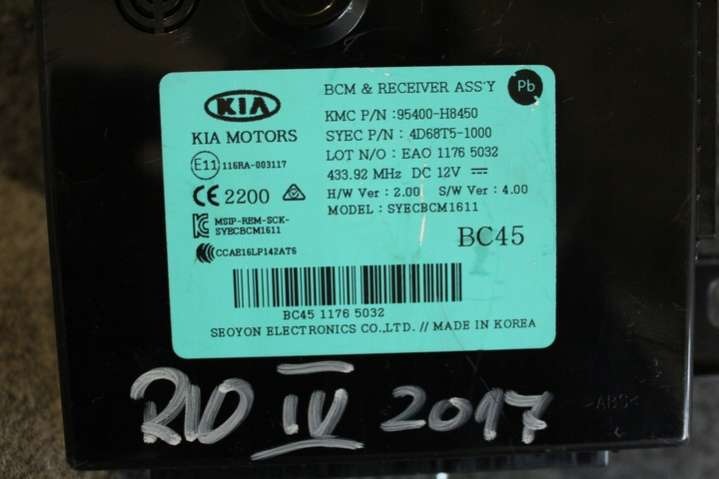 BCM & RECEIVER ASS'Y
Pb
KIA
KIA MOTORS
KMC P/N : 95400-H8450
SYEC P/N : 4D68T5-1000
LOT N/O : EAO 1176 5032
433.92 MHz DC 12V
H/W Ver : 2.00 S/W Ver : 4.00
MODEL : SYECBCM1611
E11 116RA-003117
CE 2200
MSIP-REM-SCK-
SYECBCM1611
CCAE16LP142AT6
BC45
BC45 1176 5032
SEOYON ELECTRONICS CO.,LTD. // MADE IN KOREA
RIO IV 2017
>ABS<